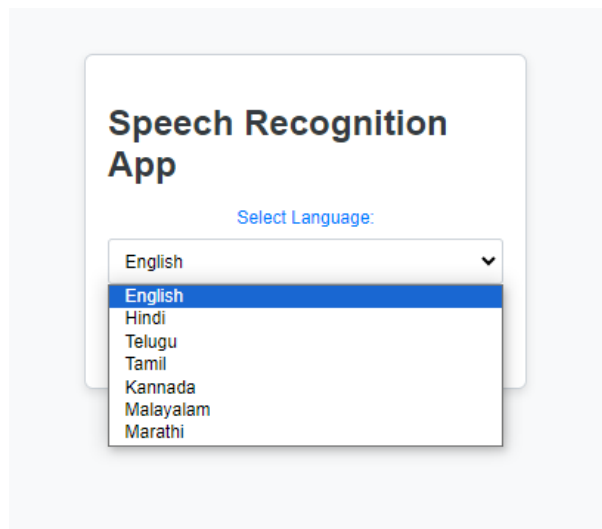 Speech Recognition
App
Select Language:
English
English
Hindi
Telugu
Tamil
Kannada
Malayalam
Marathi